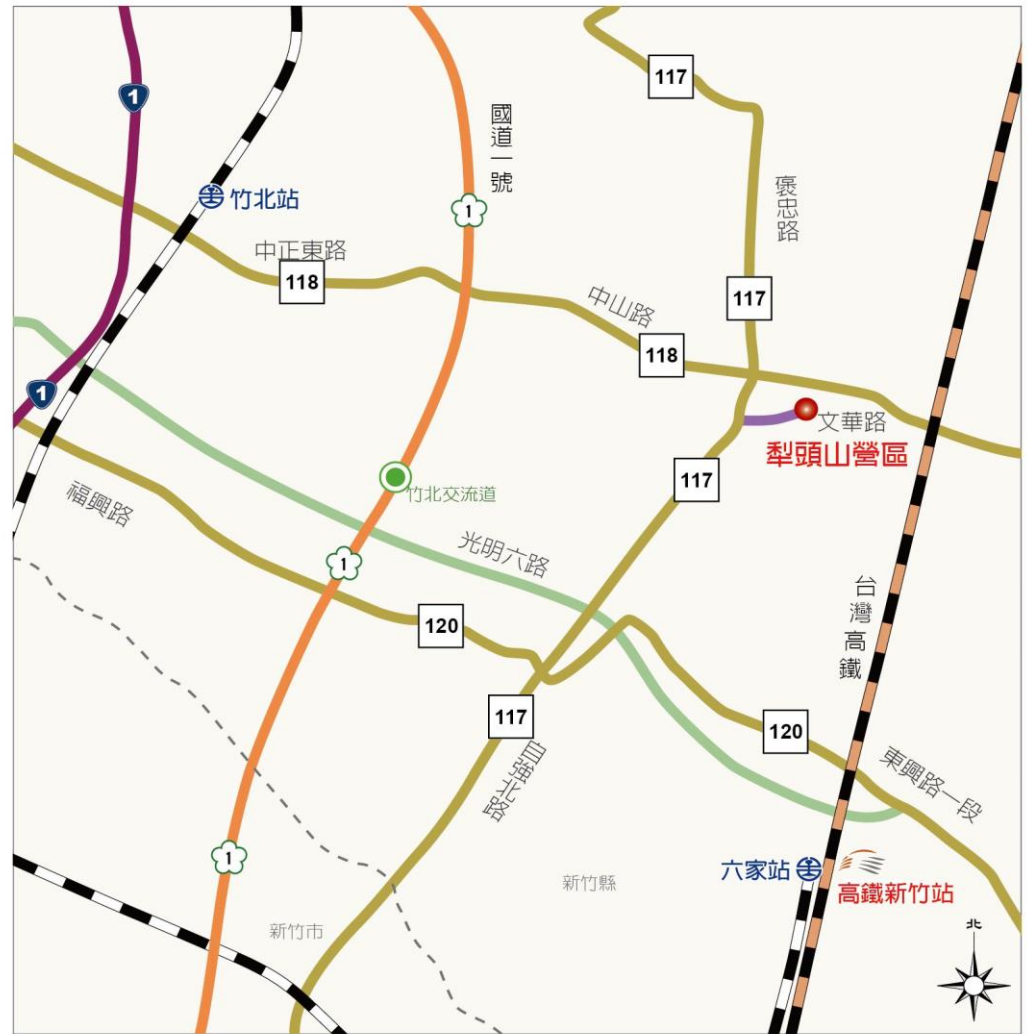 117
1
國道一號
1
竹北站
褒忠路
中正東路
118
117
中山路
118
1
文華路
犁頭山營區
117
竹北交流道
福興路
光明六路
1
台灣高鐵
120
117
120
自強北路
東興路一段
1
六家站
新竹縣
高鐵新竹站
新竹市
北